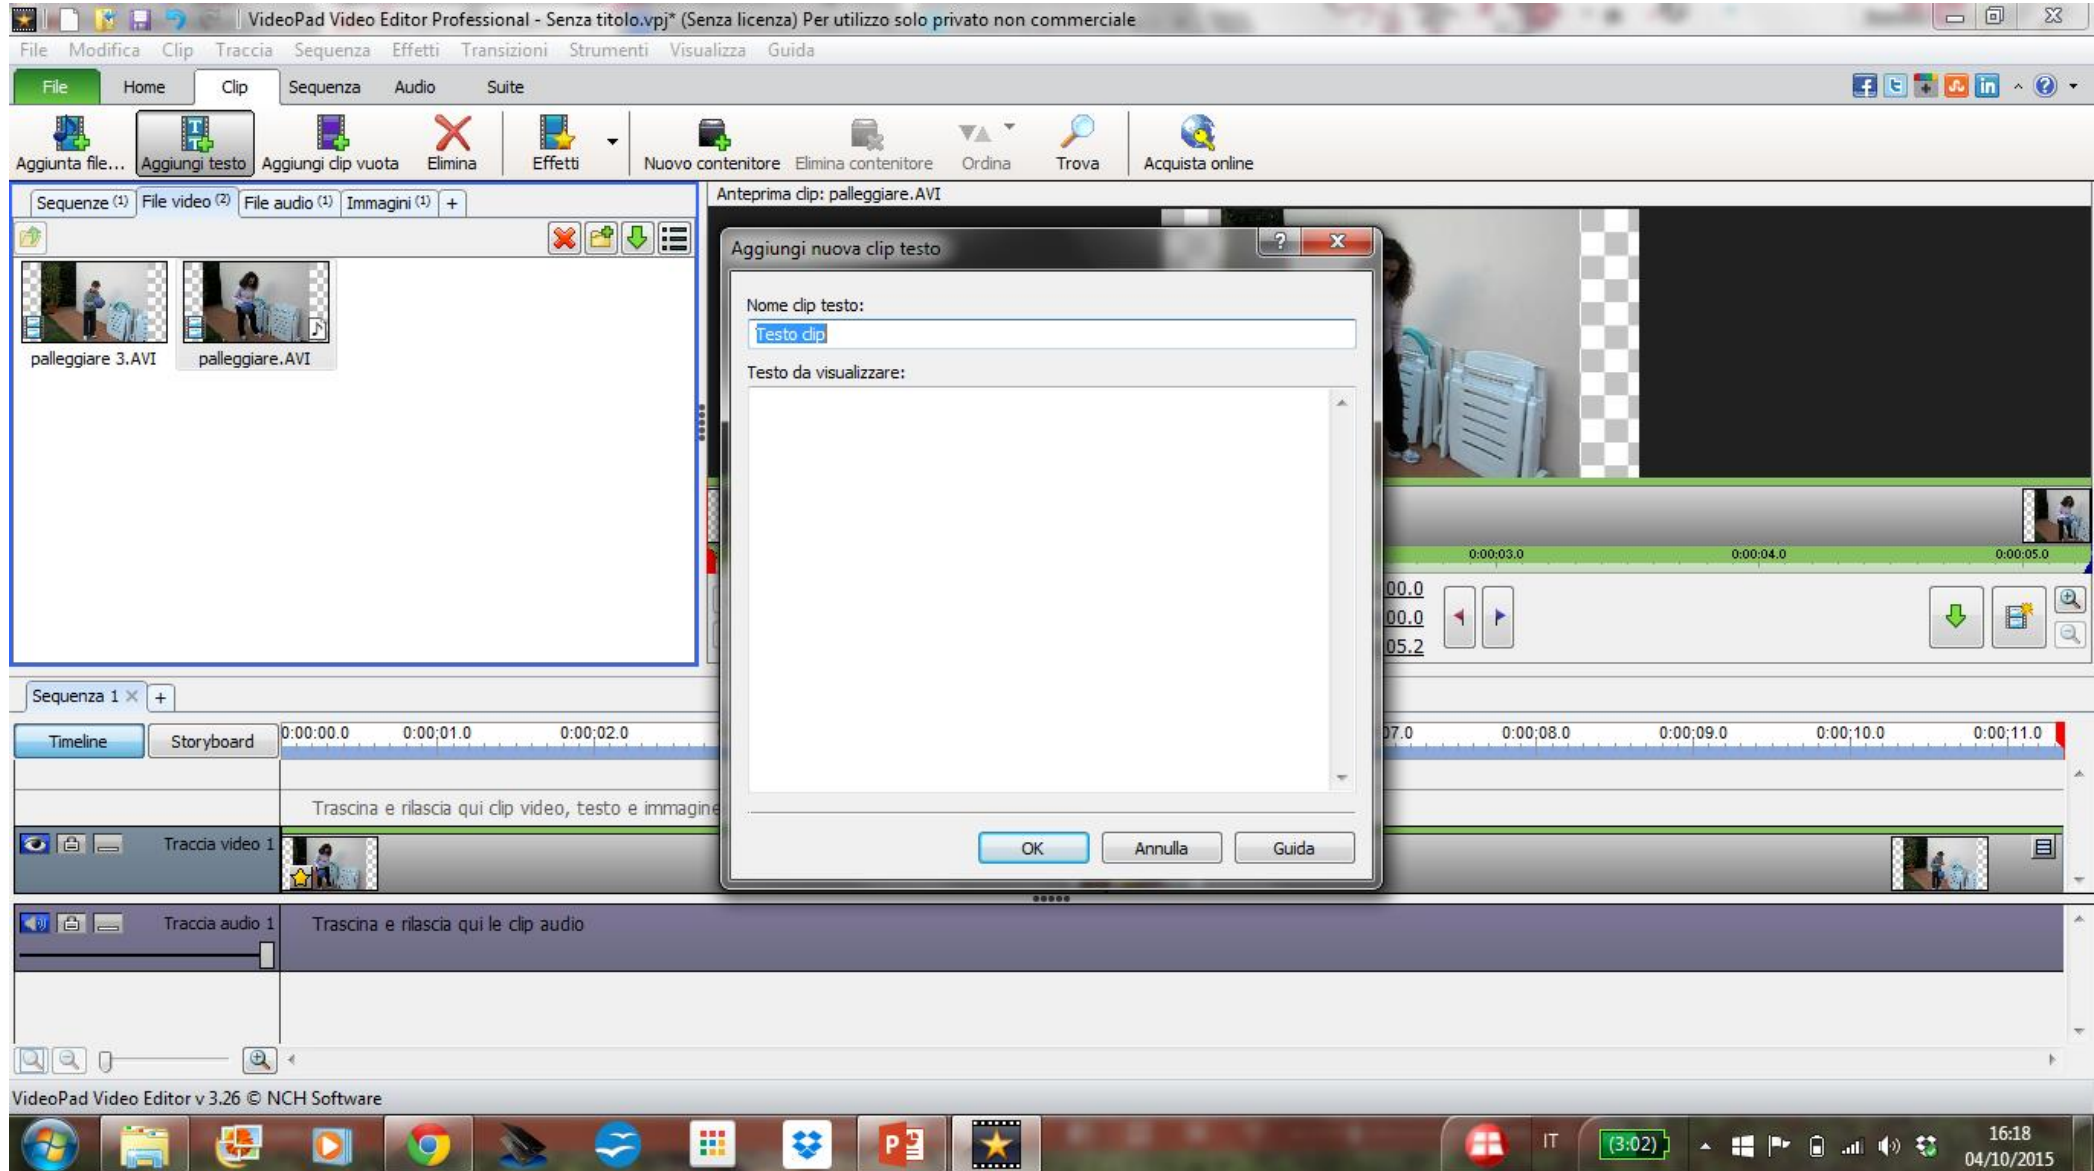 VideoPad Video Editor Professional - Senza titolo.vpj* (Senza licenza) Per utilizzo solo privato non commerciale
File Modifica Clip Traccia Sequenza Effetti Transizioni Strumenti Visualizza Guida
File Home Clip Sequenza Audio Suite
Aggiunta file... Aggiungi testo Aggiungi clip vuota Elimina Effetti Nuovo contenitore Elimina contenitore Ordina Trova Acquista online
Sequenze (1) File video (2) File audio (1) Immagini (1) +
Anteprima clip: palleggiare.AVI
palleggiare 3.AVI palleggiare.AVI
Aggiungi nuova clip testo
Nome clip testo:
Testo clip
Testo da visualizzare:
OK Annulla Guida
0:00:03.0 0:00:04.0 0:00:05.0
00.0
00.0
05.2
Sequenza 1 +
Timeline Storyboard 0:00:00.0 0:00;01.0 0:00;02.0 07.0 0:00;08.0 0:00;09.0 0:00;10.0 0:00;11.0
Trascina e rilascia qui clip video, testo e immagine
Traccia video 1
Traccia audio 1 Trascina e rilascia qui le clip audio
VideoPad Video Editor v 3.26 © NCH Software
IT (3:02) 16:18
04/10/2015